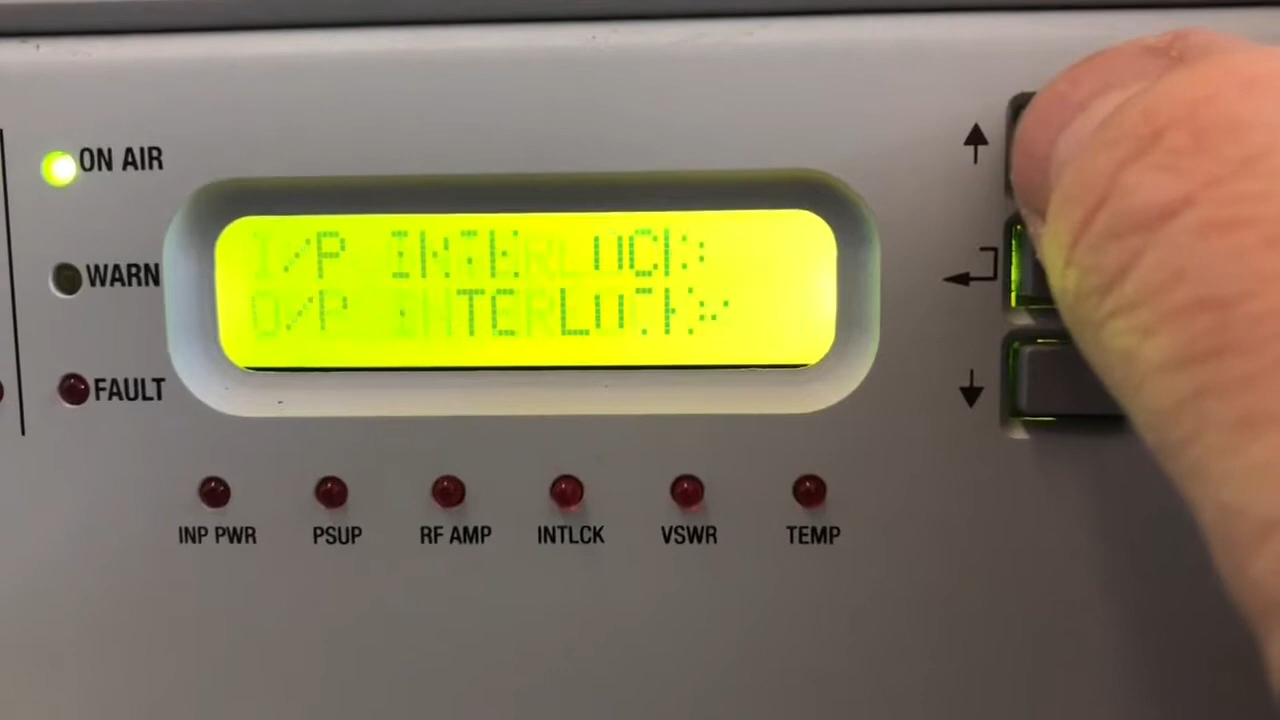 ON AIR
I/P INTERLOCK>
WARN
O/P INTERLOCK>
FAULT
INP PWR PSUP RF AMP INTLCK VSWR TEMP